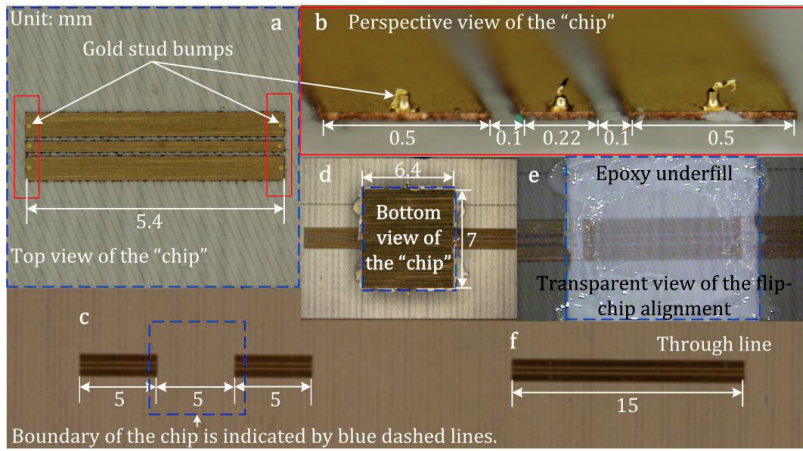 Unit: mm
a
Gold stud bumps
5.4
Top view of the “chip”
b
Perspective view of the “chip”
0.5
0.1
0.22
0.1
0.5
d
6.4
Bottom
view of
the “chip”
7
e
Epoxy underfill
Transparent view of the flip-
chip alignment
c
5
5
5
Boundary of the chip is indicated by blue dashed lines.
f
Through line
15